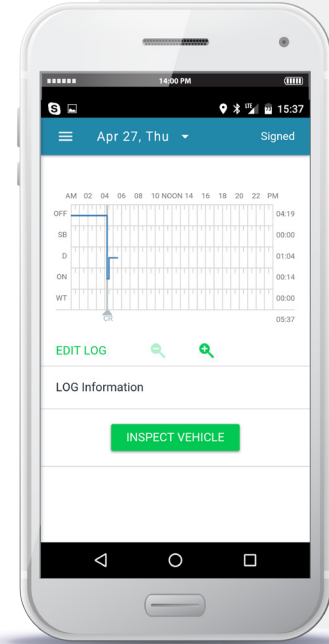 14:00 PM
S
LTE 15:37
Apr 27, Thu Signed
AM 02 04 06 08 10 NOON 14 16 18 20 22 PM
OFF 04:19
SB 00:00
D 01:04
ON 00:14
WT 00:00
CR 05:37
EDIT LOG
LOG Information
INSPECT VEHICLE